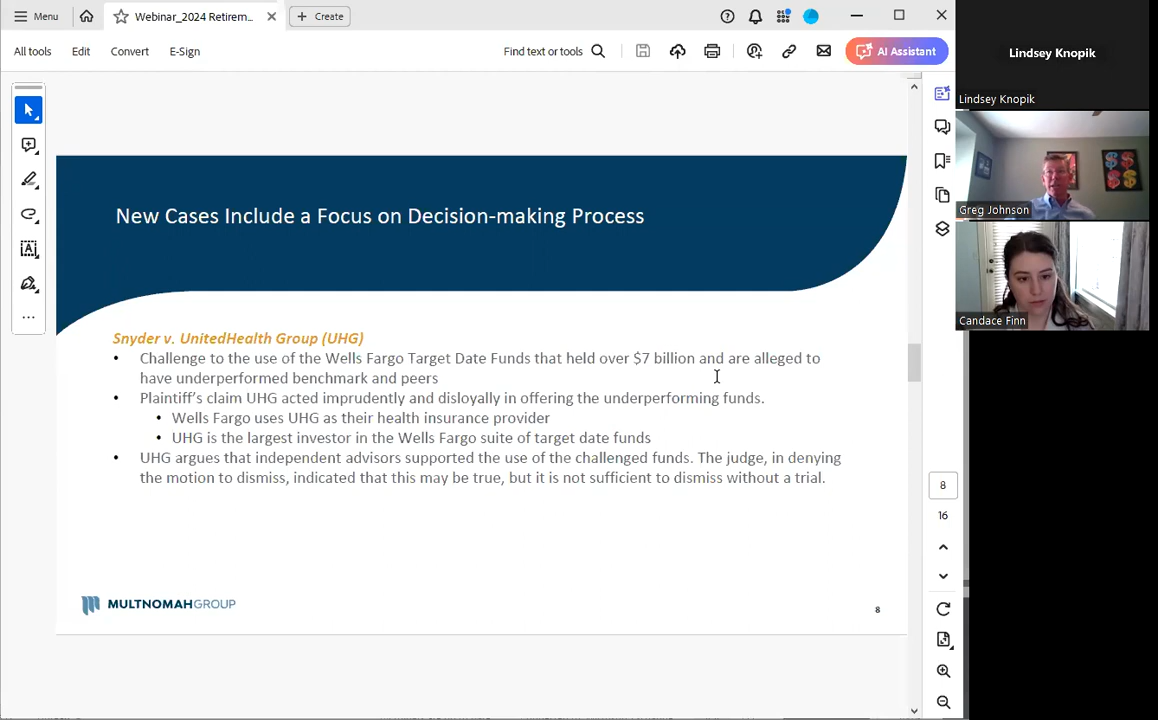 Menu
Webinar_2024 Retirem...
Create
All tools
Edit
Convert
E-Sign
Find text or tools
AI Assistant
New Cases Include a Focus on Decision-making Process
Snyder v. UnitedHealth Group (UHG)
• Challenge to the use of the Wells Fargo Target Date Funds that held over $7 billion and are alleged to
have underperformed benchmark and peers
• Plaintiff's claim UHG acted imprudently and disloyally in offering the underperforming funds.
• Wells Fargo uses UHG as their health insurance provider
• UHG is the largest investor in the Wells Fargo suite of target date funds
• UHG argues that independent advisors supported the use of the challenged funds. The judge, in denying
the motion to dismiss, indicated that this may be true, but it is not sufficient to dismiss without a trial.
MULTNOMAHGROUP
8
8
16
Lindsey Knopik
Lindsey Knopik
Greg Johnson
Candace Finn